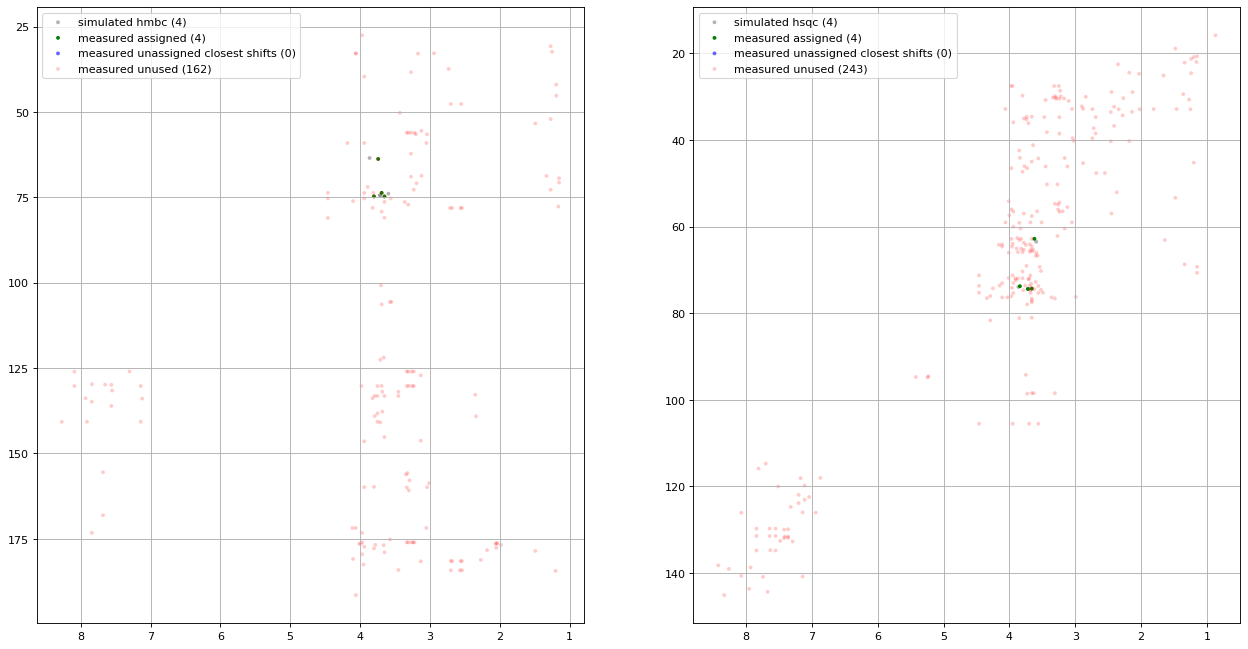 simulated hmbc (4)
measured assigned (4)
measured unassigned closest shifts (0)
measured unused (162)
25
50
75
100
125
150
175
8 7 6 5 4 3 2 1
simulated hsqc (4)
measured assigned (4)
measured unassigned closest shifts (0)
measured unused (243)
20
40
60
80
100
120
140
8 7 6 5 4 3 2 1